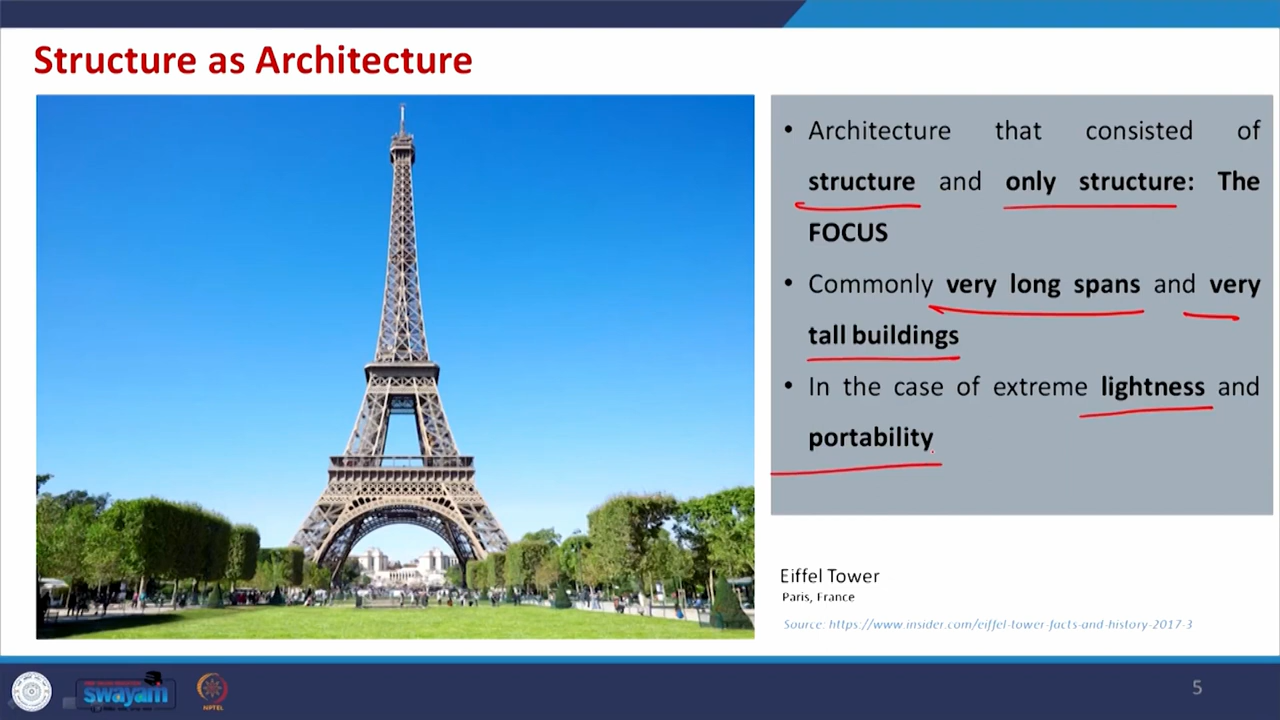 Structure as Architecture
• Architecture that consisted of
structure and only structure: The
FOCUS
• Commonly very long spans and very
tall buildings
• In the case of extreme lightness and
portability
Eiffel Tower
Paris, France
Source: https://www.insider.com/eiffel-tower-facts-and-history-2017-3
swayam
NPTEL
5